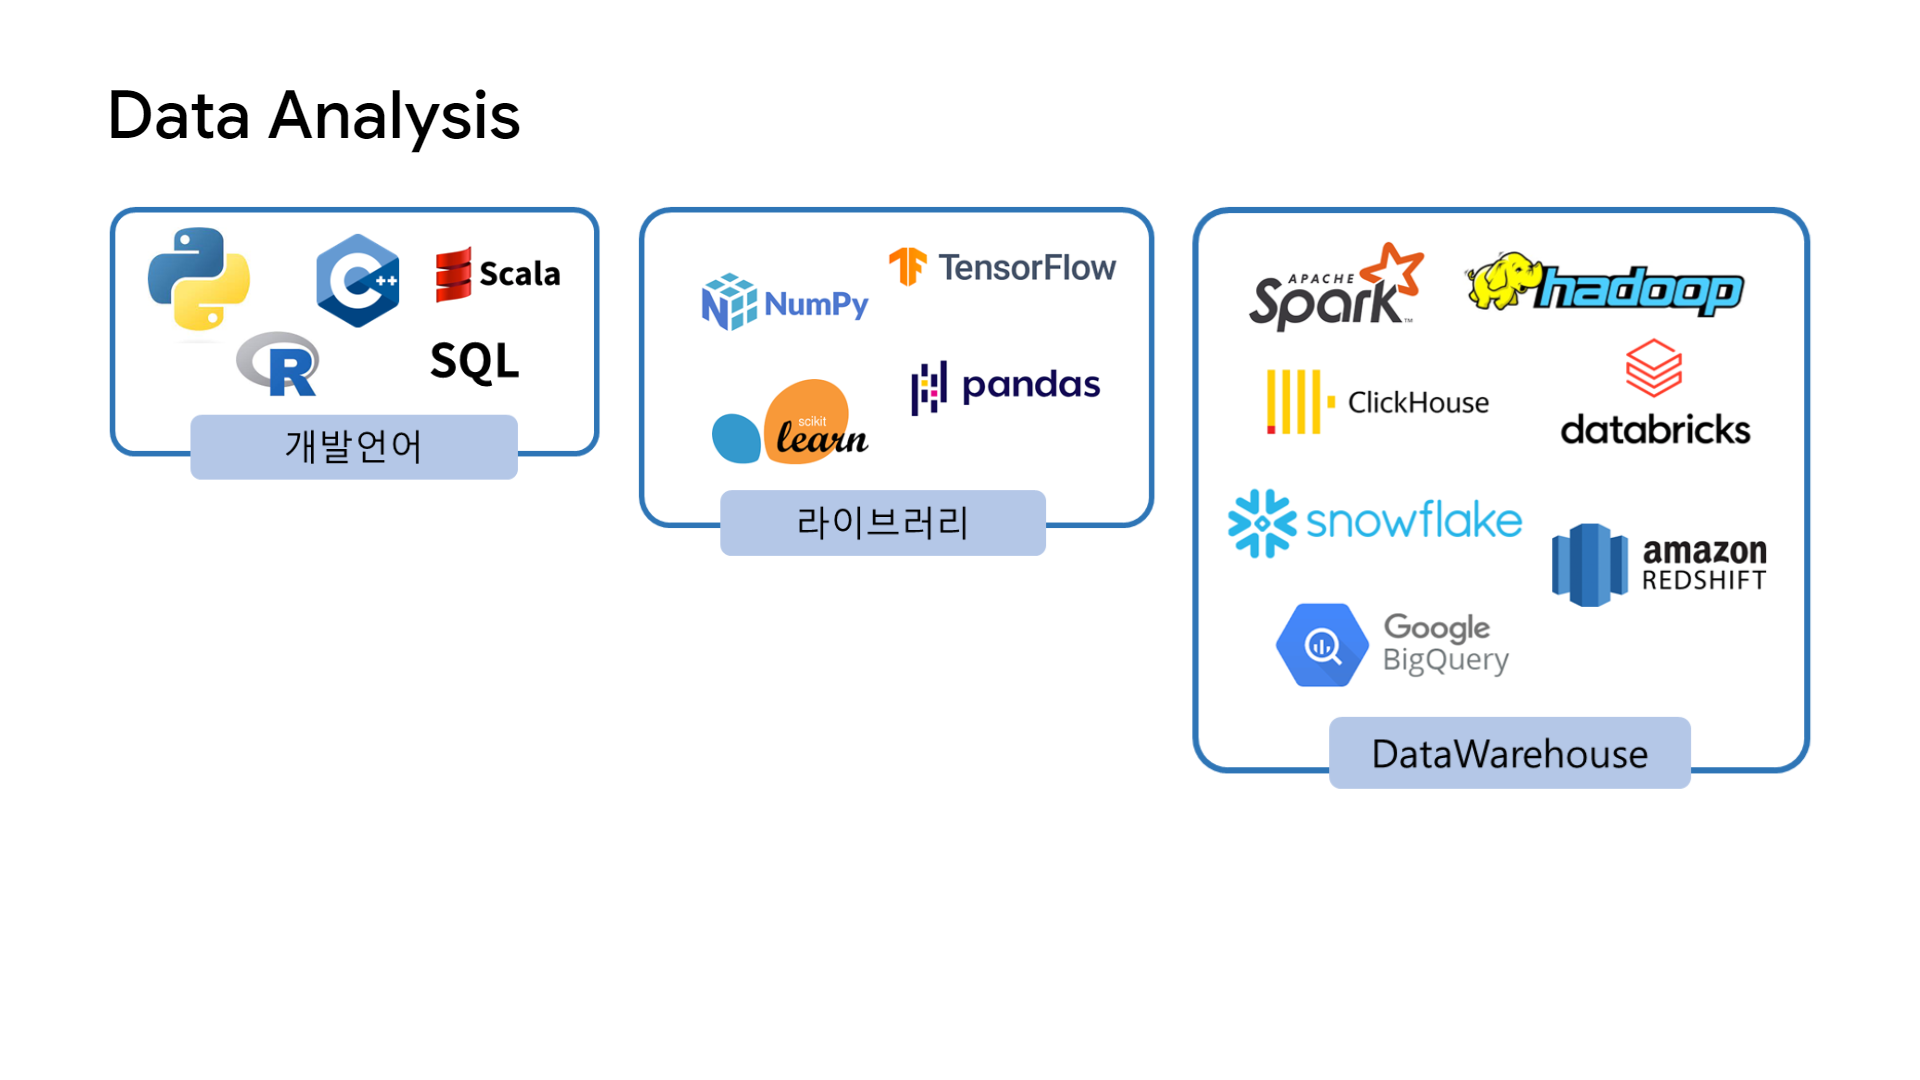 Data Analysis
C++
Scala
R
SQL
개발언어
TensorFlow
NumPy
pandas
scikit
learn
라이브러리
APACHE
Spark™
hadoop
ClickHouse
databricks
snowflake
amazon
REDSHIFT
Google
BigQuery
DataWarehouse